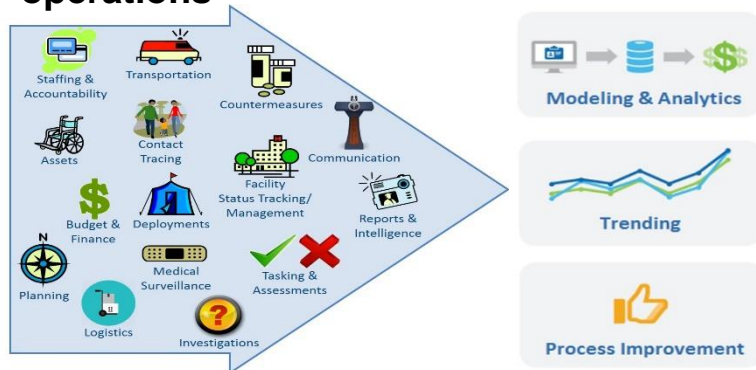 operations
Staffing &
Accountability
Transportation
Countermeasures
Assets
Contact
Tracing
Communication
Facility
Status Tracking/
Management
Budget &
Finance
Deployments
Reports &
Intelligence
Planning
Medical
Surveillance
Tasking &
Assessments
Logistics
Investigations
N
?
Modeling & Analytics
Trending
Process Improvement